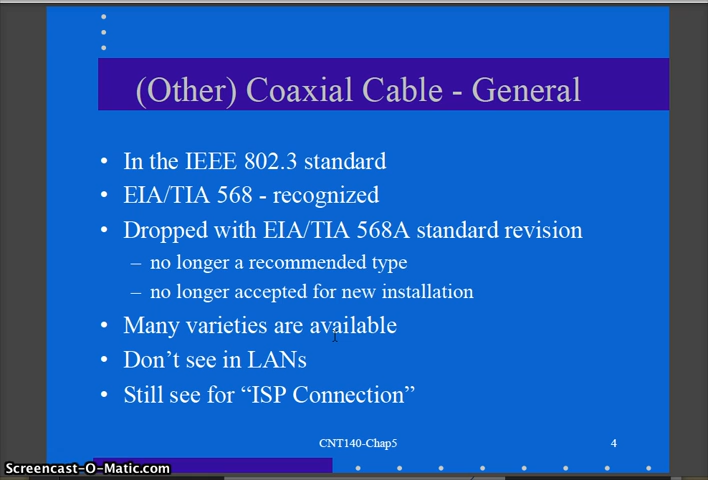 (Other) Coaxial Cable - General
• In the IEEE 802.3 standard
• EIA/TIA 568 - recognized
• Dropped with EIA/TIA 568A standard revision
– no longer a recommended type
– no longer accepted for new installation
• Many varieties are available
• Don’t see in LANs
• Still see for “ISP Connection”
CNT140-Chap5 4
Screencast-O-Matic.com